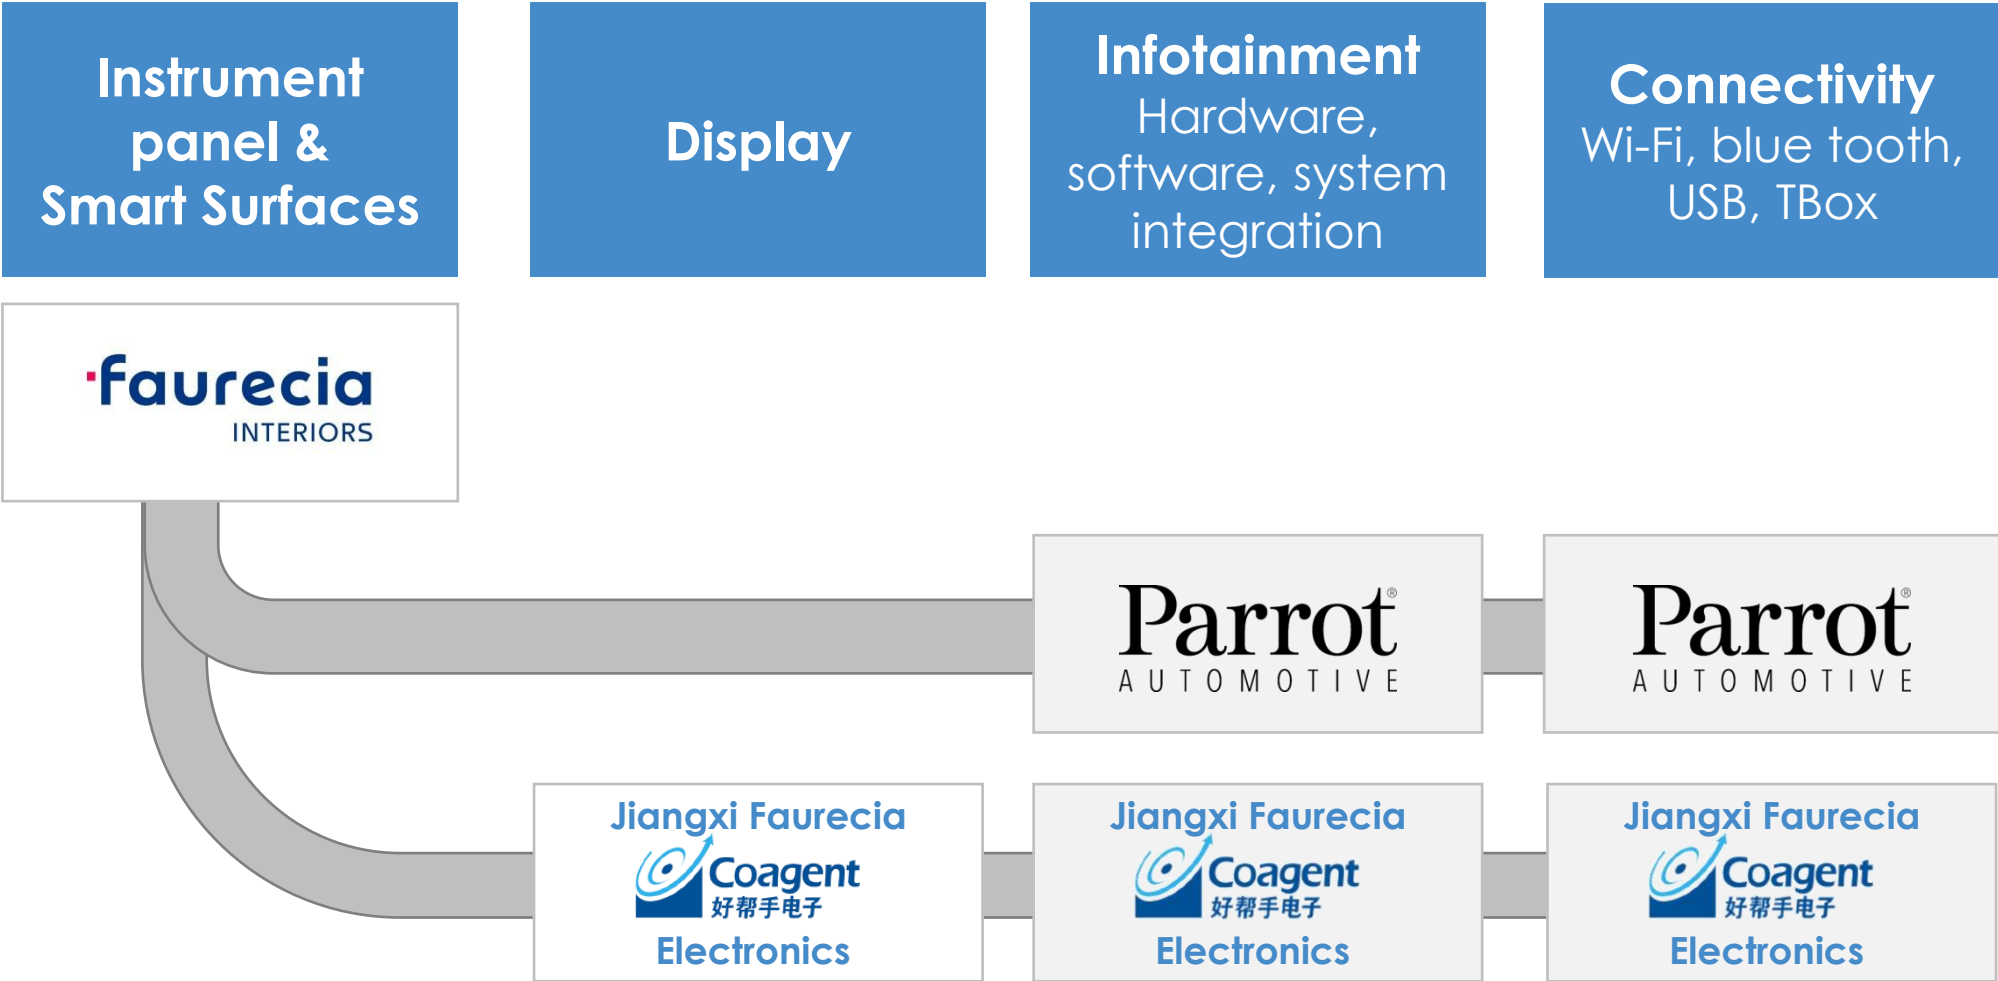 Instrument
panel &
Smart Surfaces
Display
Infotainment
Hardware,
software, system
integration
Connectivity
Wi-Fi, blue tooth,
USB, TBox
faurecia
INTERIORS
Parrot®
AUTOMOTIVE
Parrot®
AUTOMOTIVE
Jiangxi Faurecia
Coagent
好帮手电子
Electronics
Jiangxi Faurecia
Coagent
好帮手电子
Electronics
Jiangxi Faurecia
Coagent
好帮手电子
Electronics